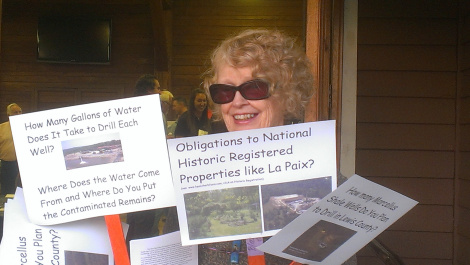 How Many Gallons of Water
Does It Take to Drill Each
Well?
Where Does the Water Come
From and Where Do You Put
the Contaminated Remains?
Obligations to National
Historic Registered
Properties like La Paix?
How many Marcellus
Shale Wells Do You Plan
to Drill in Lewis County?
arcellus
You Plan
County?